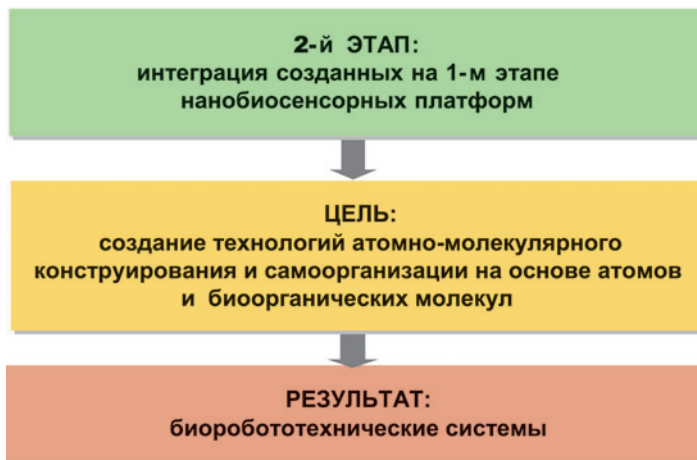 2-й ЭТАП:
интеграция созданных на 1-м этапе
нанобиосенсорных платформ
ЦЕЛЬ:
создание технологий атомно-молекулярного
конструирования и самоорганизации на основе атомов
и биоорганических молекул
РЕЗУЛЬТАТ:
биоробототехнические системы